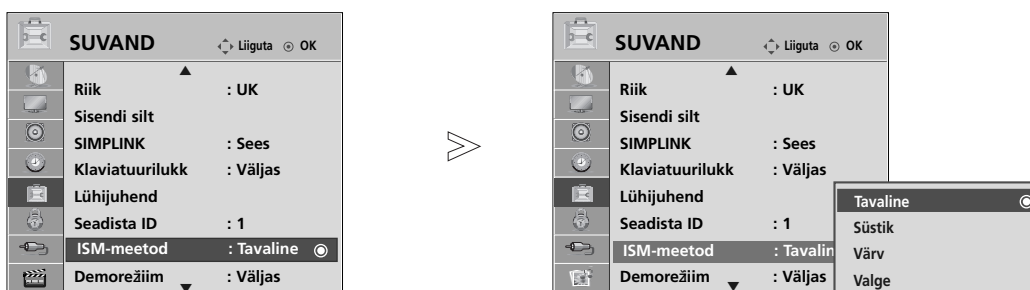 SUVAND Liiguta OK
Riik : UK
Sisendi silt
SIMPLINK : Sees
Klaviatuurilukk : Väljas
Lühijuhend
Seadista ID : 1
ISM-meetod : Tavaline
Demorežiim : Väljas
SUVAND Liiguta OK
Riik : UK
Sisendi silt
SIMPLINK : Sees
Klaviatuurilukk : Väljas
Lühijuhend
Seadista ID : 1
ISM-meetod : Tavalin
Demorežiim : Väljas
Tavaline
Süstik
Värv
Valge